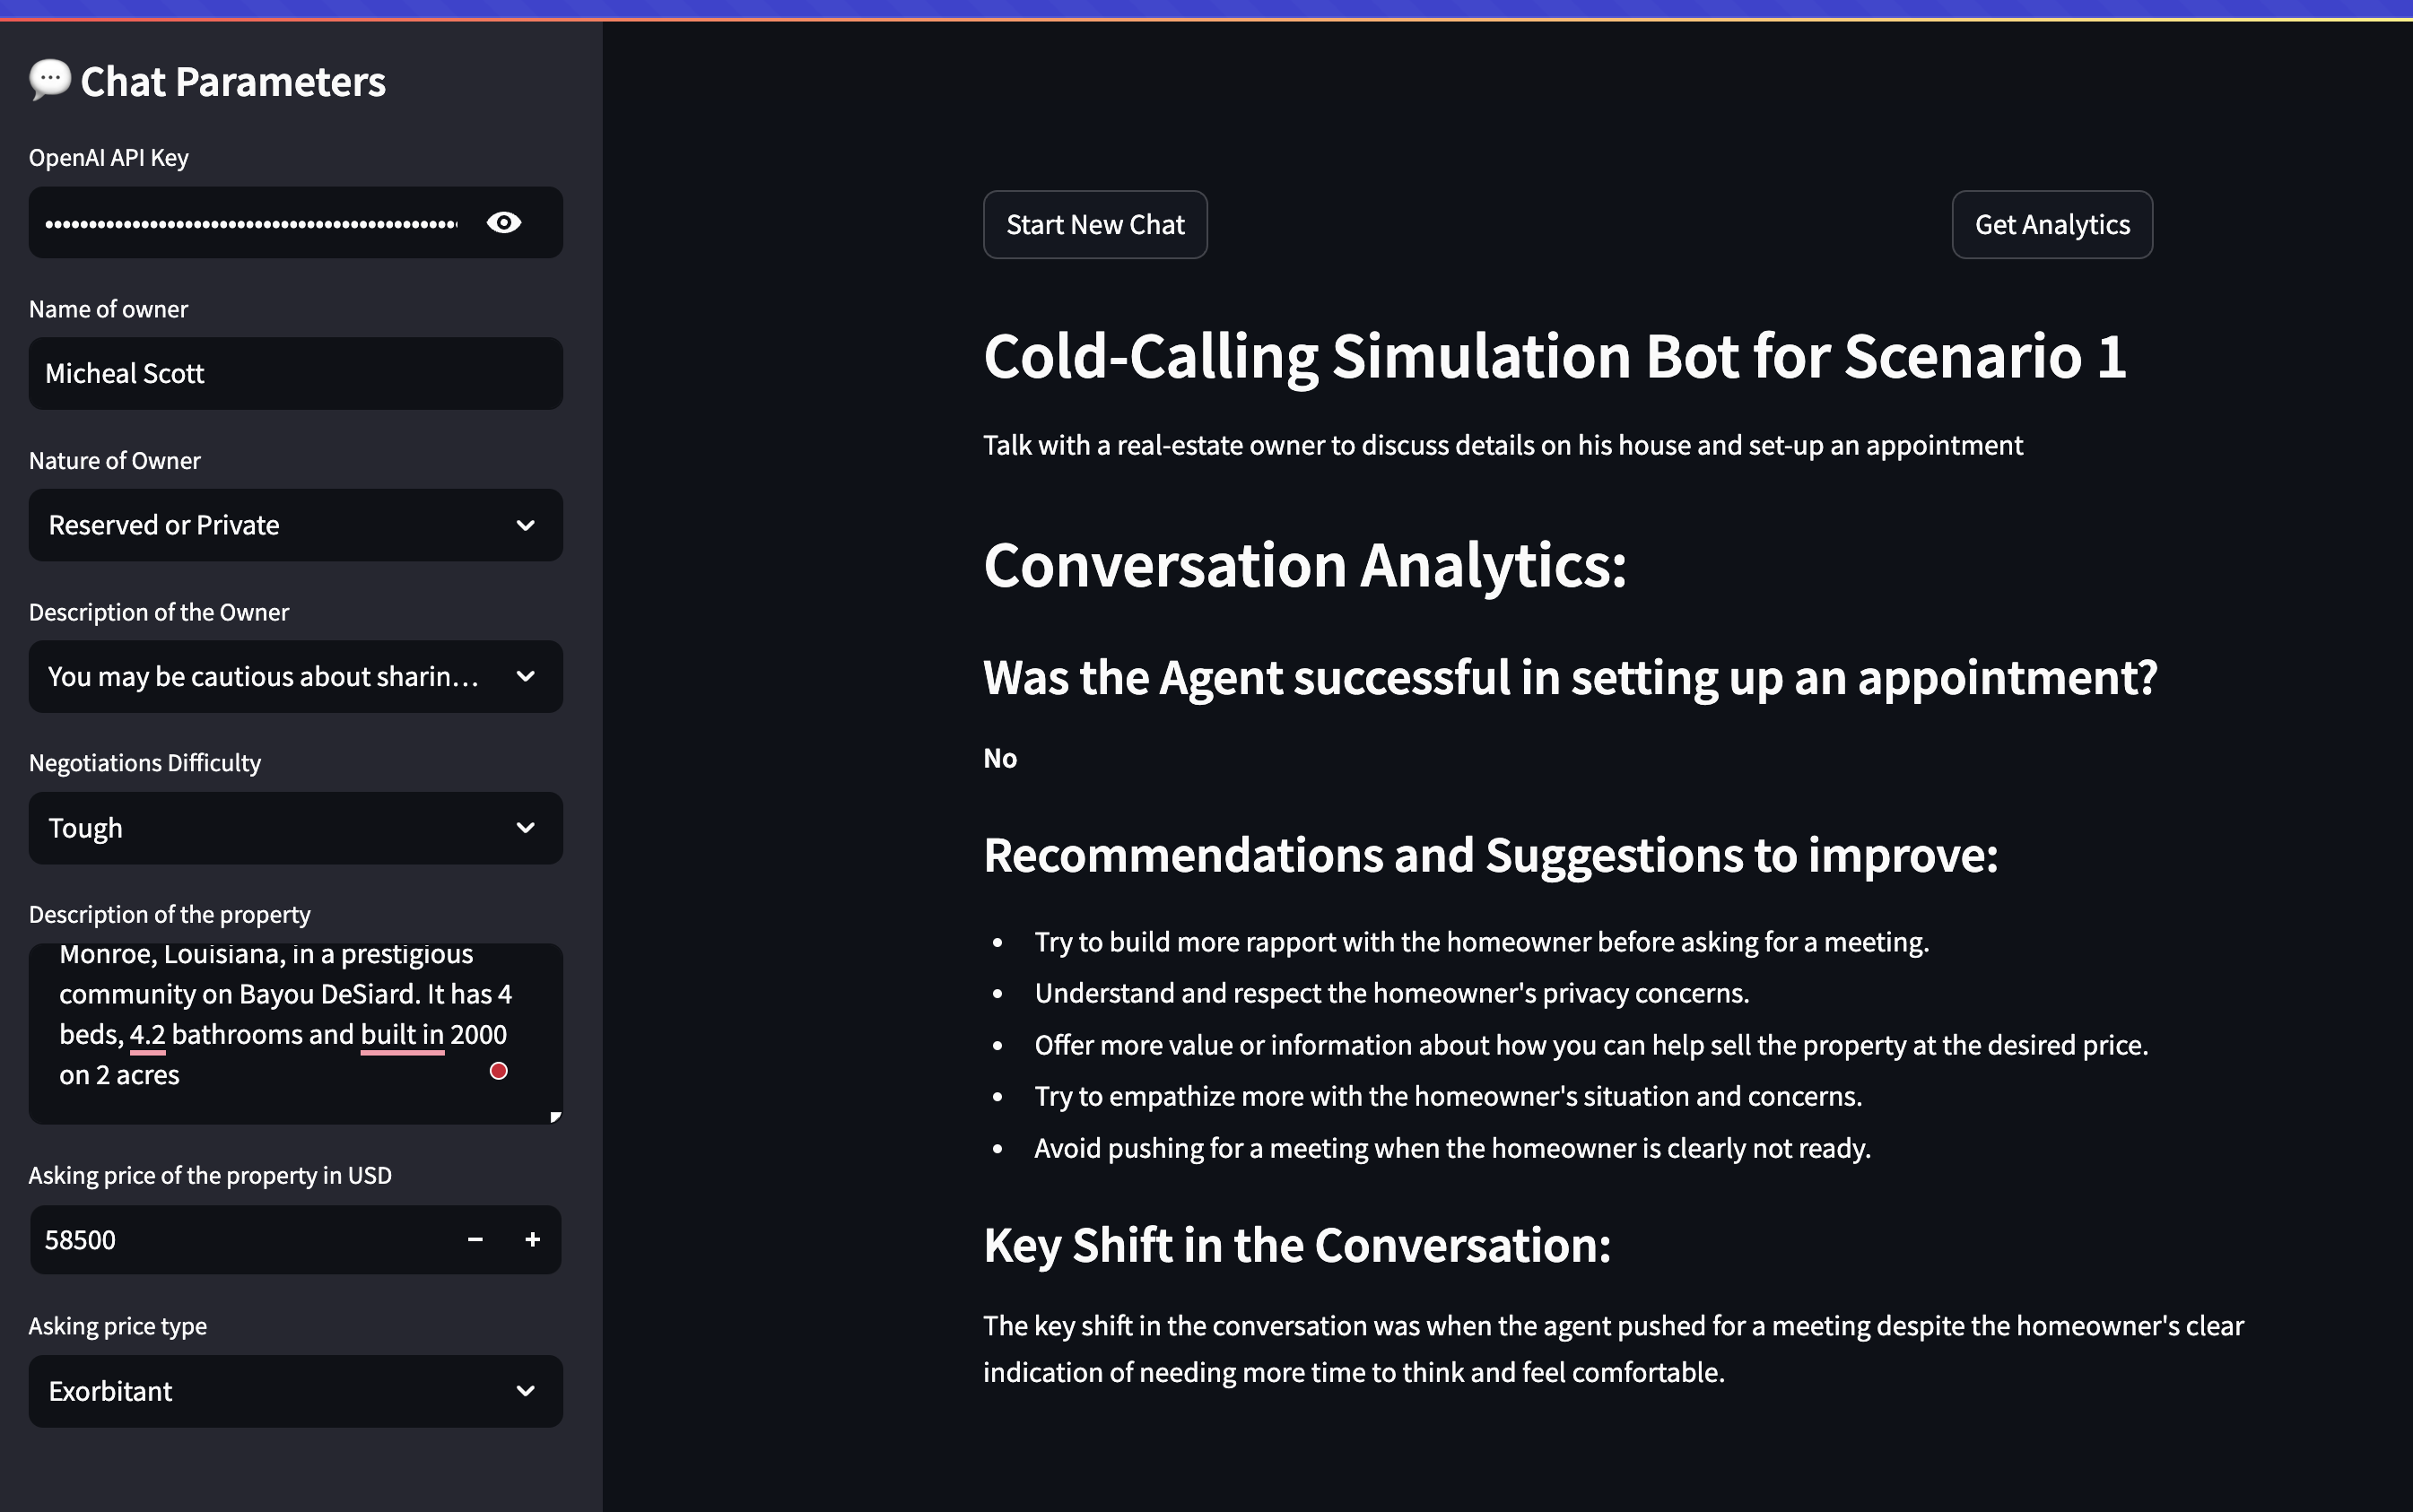 Chat Parameters
OpenAI API Key
Name of owner
Micheal Scott
Nature of Owner
Reserved or Private
Description of the Owner
You may be cautious about sharin...
Negotiations Difficulty
Tough
Description of the property
Monroe, Louisiana, in a prestigious
community on Bayou DeSiard. It has 4
beds, 4.2 bathrooms and built in 2000
on 2 acres
Asking price of the property in USD
58500
Asking price type
Exorbitant
Start New Chat
Get Analytics
Cold-Calling Simulation Bot for Scenario 1
Talk with a real-estate owner to discuss details on his house and set-up an appointment
Conversation Analytics:
Was the Agent successful in setting up an appointment?
No
Recommendations and Suggestions to improve:
• Try to build more rapport with the homeowner before asking for a meeting.
• Understand and respect the homeowner's privacy concerns.
• Offer more value or information about how you can help sell the property at the desired price.
• Try to empathize more with the homeowner's situation and concerns.
• Avoid pushing for a meeting when the homeowner is clearly not ready.
Key Shift in the Conversation:
The key shift in the conversation was when the agent pushed for a meeting despite the homeowner's clear
indication of needing more time to think and feel comfortable.